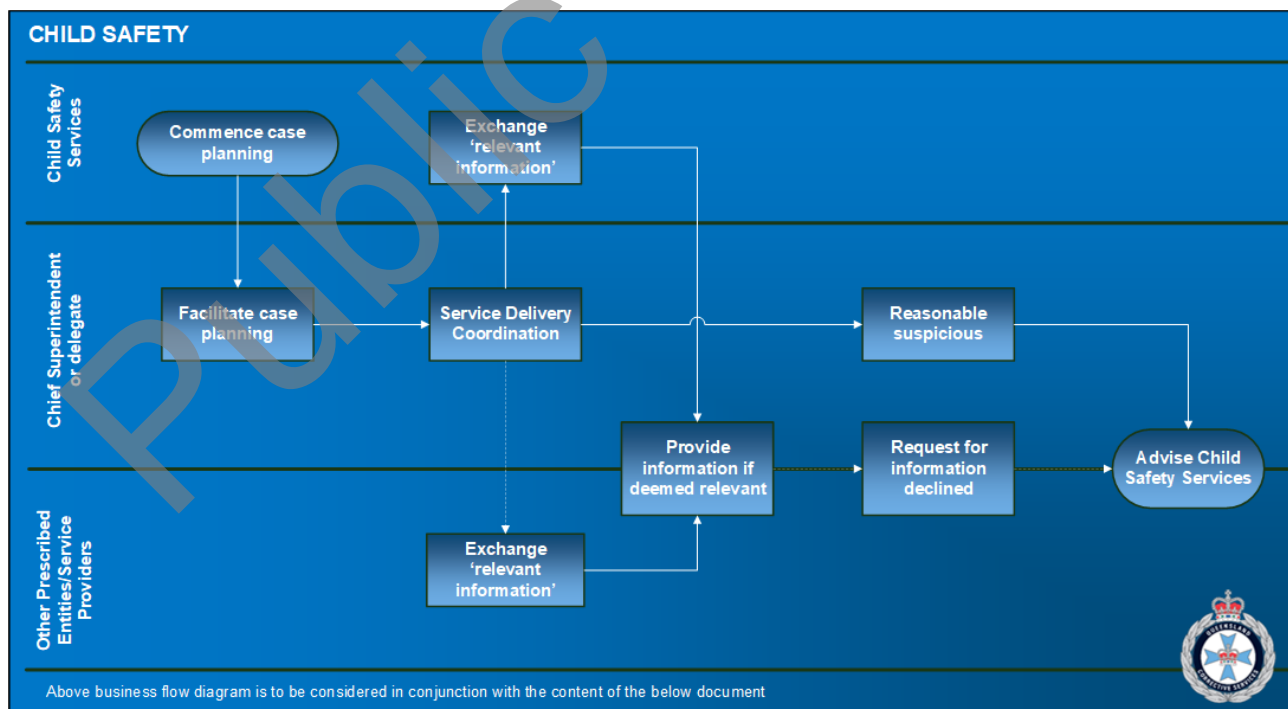 CHILD SAFETY
Child Safety
Services
Commence case
planning
Exchange
‘relevant
information’
Chief Superintendent
or delegate
Facilitate case
planning
Service Delivery
Coordination
Reasonable
suspicious
Provide
information if
deemed relevant
Request for
information
declined
Advise Child
Safety Services
Other Prescribed
Entities/Service
Providers
Exchange
‘relevant
information’
Above business flow diagram is to be considered in conjunction with the content of the below document
Public
QUEENSLAND
CORRECTIVE SERVICES